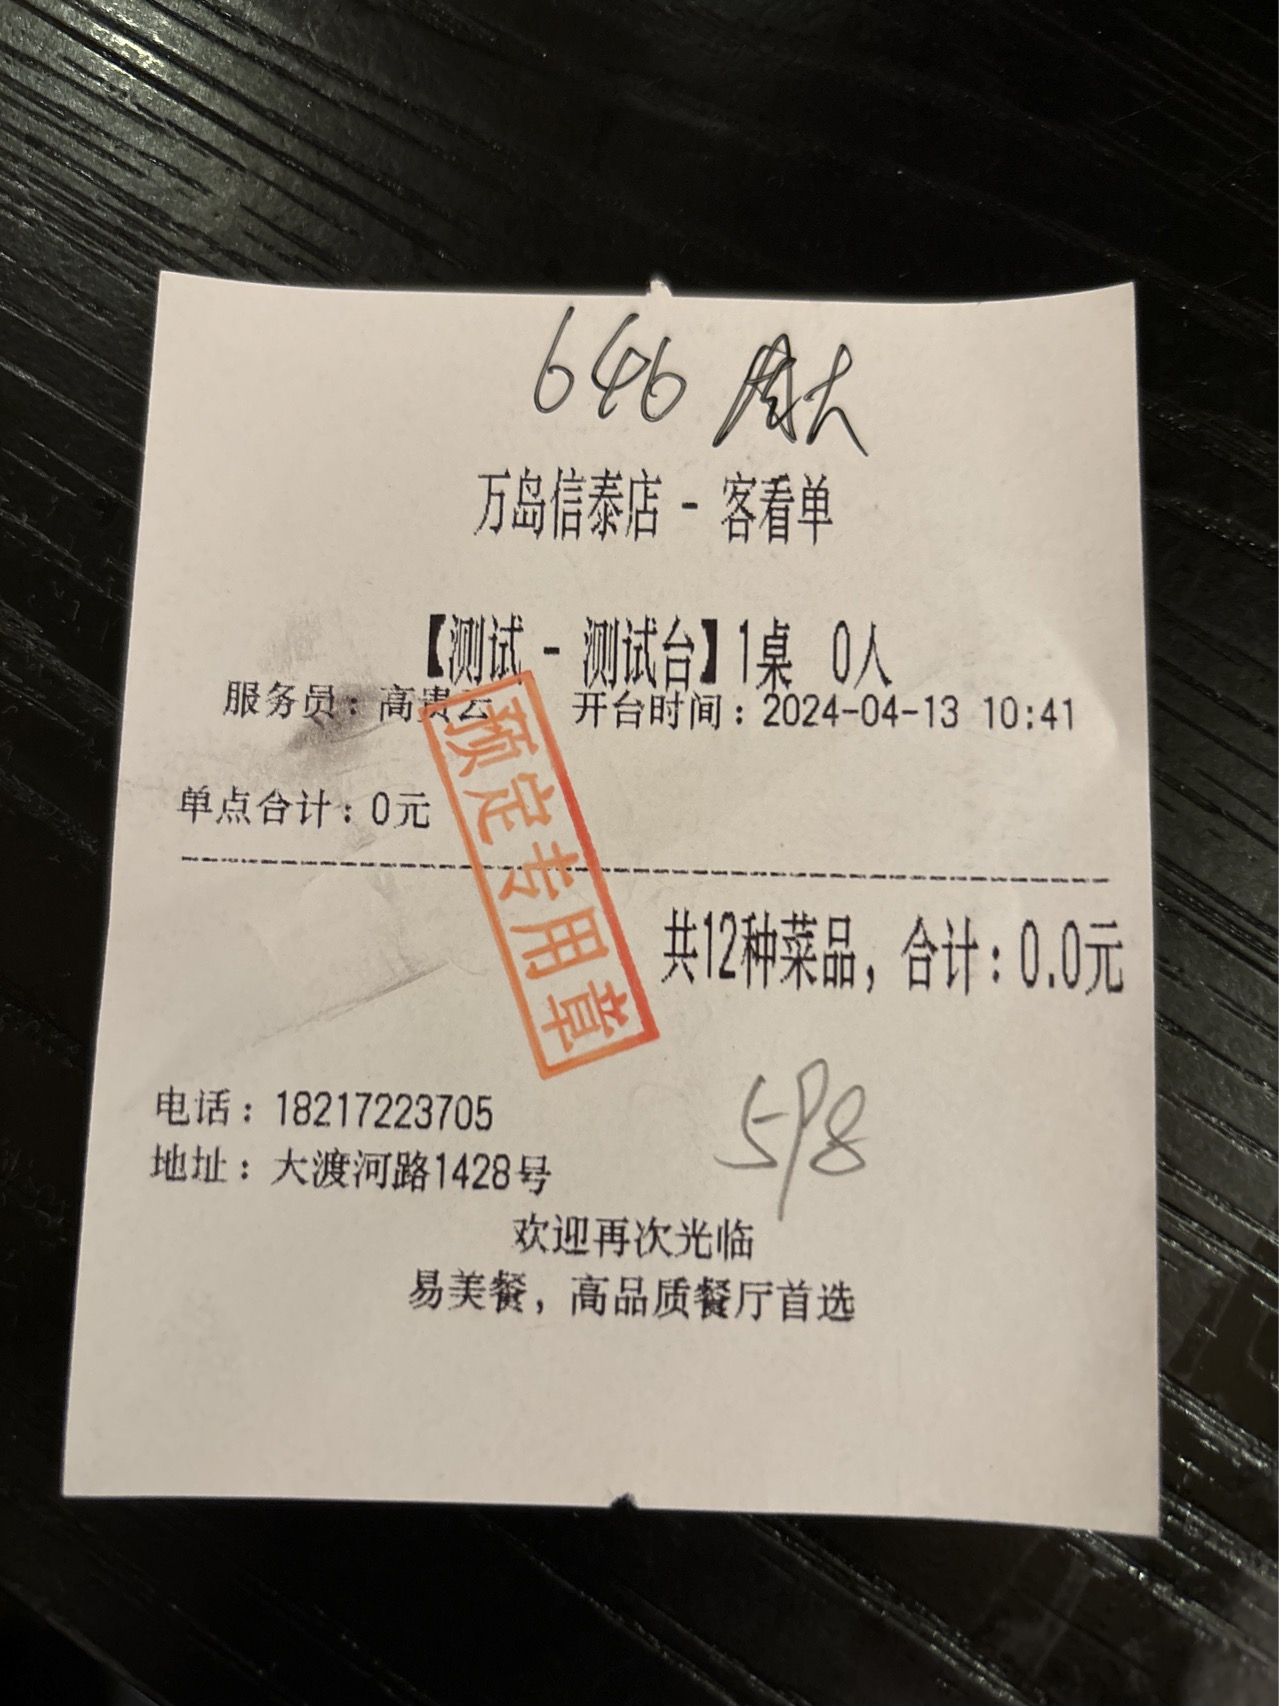 646 周大
万岛信泰店 - 客看单
【测试 - 测试台】1桌 0人
服务员：高贵云 开台时间：2024-04-13 10:41
单点合计：0元
预定专用章
共12种菜品，合计：0.0元
598
电话：18217223705
地址：大渡河路1428号
欢迎再次光临
易美餐，高品质餐厅首选